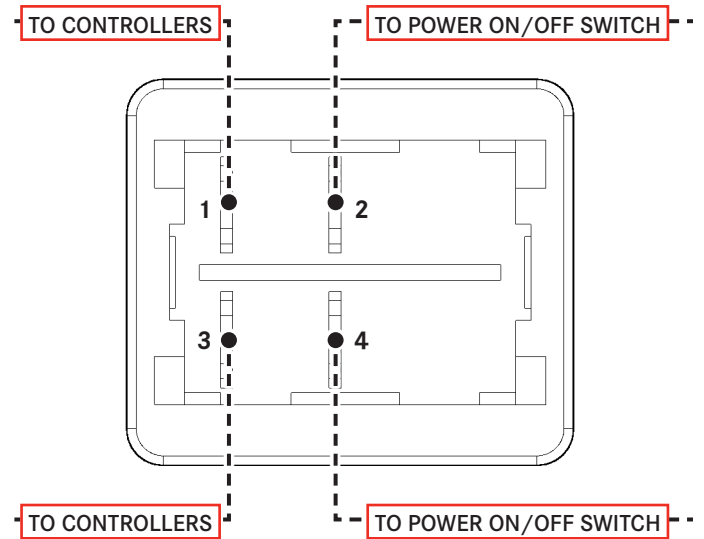 TO CONTROLLERS
TO POWER ON/OFF SWITCH
1
2
3
4
TO CONTROLLERS
TO POWER ON/OFF SWITCH